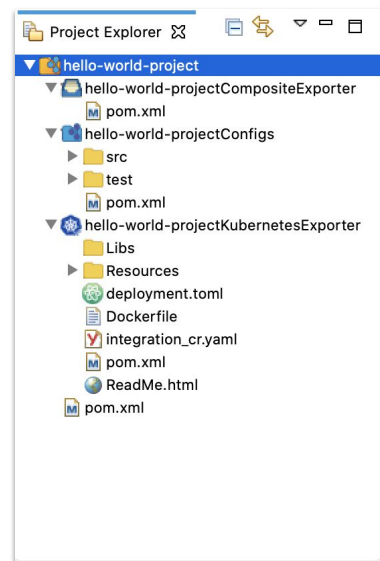 Project Explorer
hello-world-project
hello-world-projectCompositeExporter
pom.xml
hello-world-projectConfigs
src
test
pom.xml
hello-world-projectKubernetesExporter
Libs
Resources
deployment.toml
Dockerfile
integration_cr.yaml
pom.xml
ReadMe.html
pom.xml